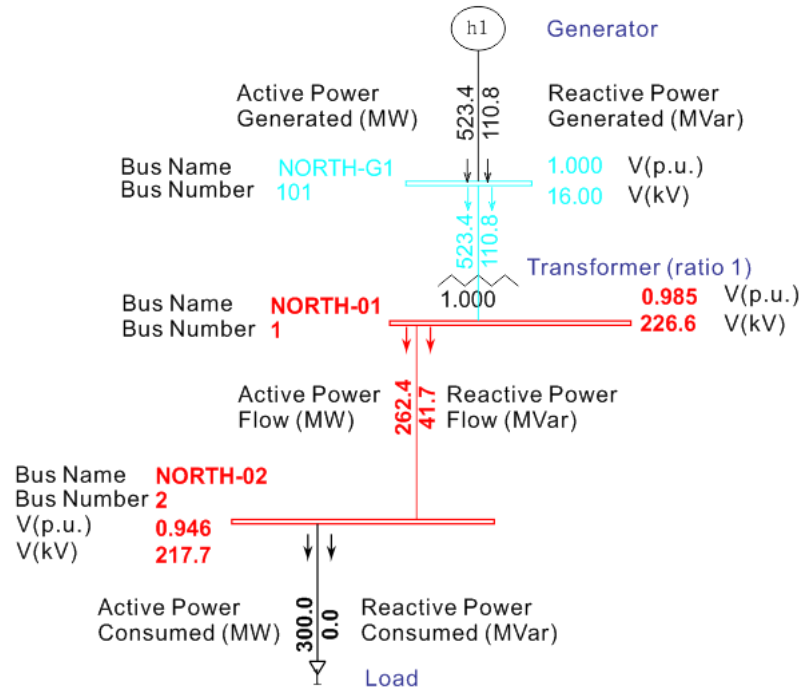 h1
Generator
Active Power
Generated (MW)
523.4
110.8
Reactive Power
Generated (MVar)
Bus Name NORTH-G1
Bus Number 101
1.000 V(p.u.)
16.00 V(kV)
523.4
110.8
Transformer (ratio 1)
1.000
Bus Name NORTH-01
Bus Number 1
0.985 V(p.u.)
226.6 V(kV)
Active Power
Flow (MW)
262.4
41.7
Reactive Power
Flow (MVar)
Bus Name NORTH-02
Bus Number 2
V(p.u.) 0.946
V(kV) 217.7
Active Power
Consumed (MW)
300.0
0.0
Reactive Power
Consumed (MVar)
Load